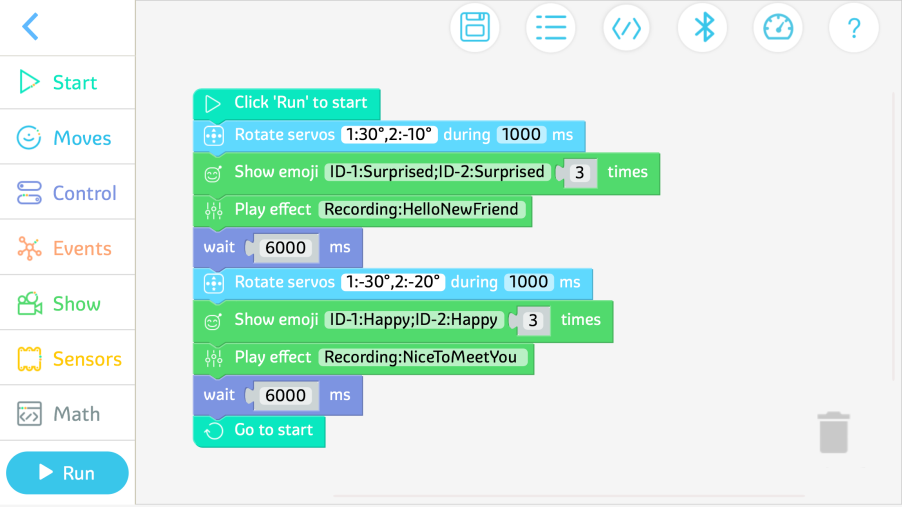 Start
Moves
Control
Events
Show
Sensors
Math
Run
?
Click 'Run' to start
Rotate servos 1:30°,2:-10° during 1000 ms
Show emoji ID-1:Surprised;ID-2:Surprised 3 times
Play effect Recording:HelloNewFriend
wait 6000 ms
Rotate servos 1:-30°,2:-20° during 1000 ms
Show emoji ID-1:Happy;ID-2:Happy 3 times
Play effect Recording:NiceToMeetYou
wait 6000 ms
Go to start